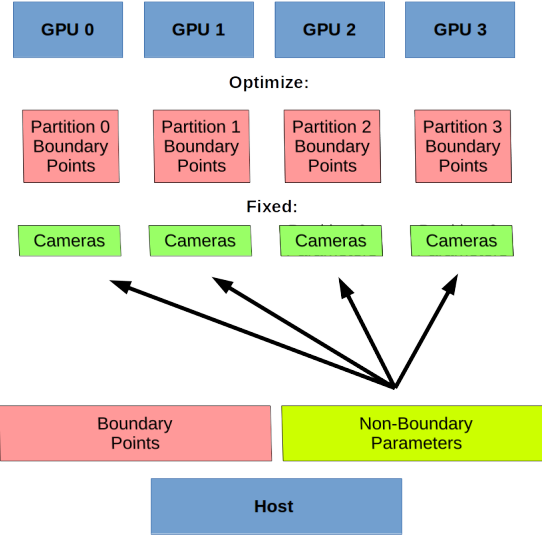 GPU 0
GPU 1
GPU 2
GPU 3
Optimize:
Partition 0
Boundary
Points
Partition 1
Boundary
Points
Partition 2
Boundary
Points
Partition 3
Boundary
Points
Fixed:
Cameras
Cameras
Cameras
Cameras
Boundary
Points
Non-Boundary
Parameters
Host